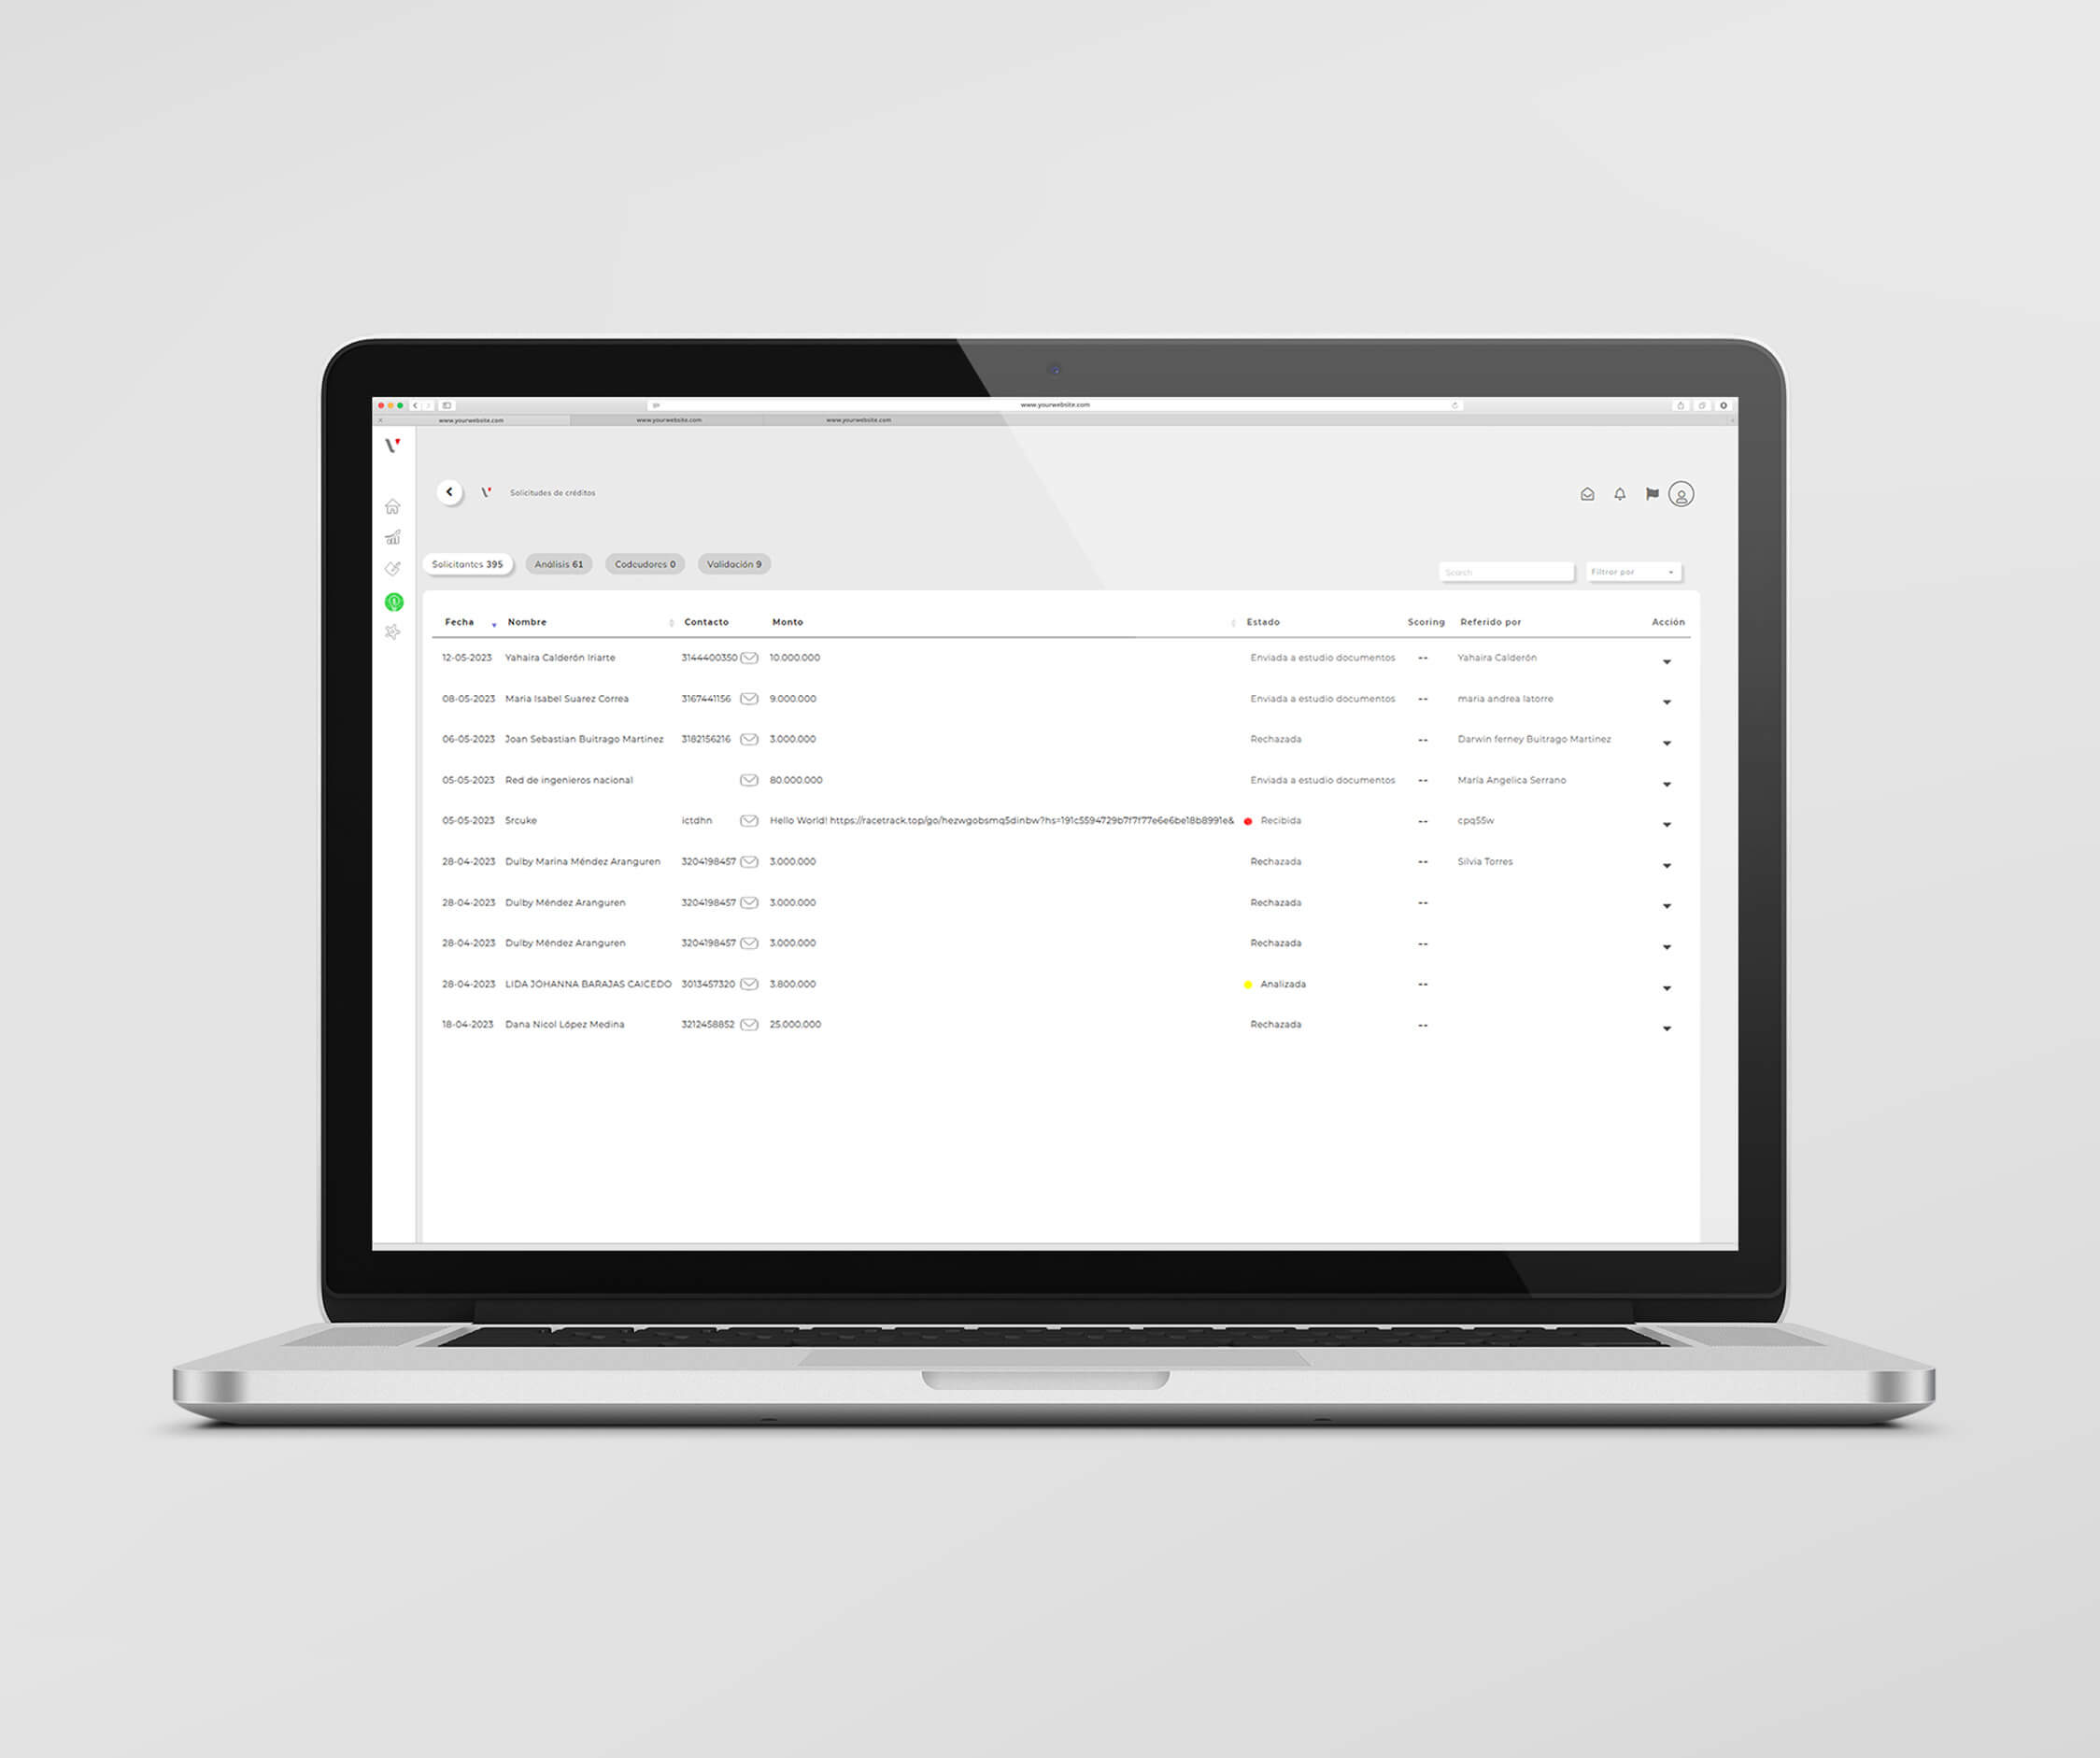 www.yourwebsite.com
www.yourwebsite.com www.yourwebsite.com www.yourwebsite.com
Solicitudes de créditos
Solicitantes 395 Análisis 61 Codeudores 0 Validación 9
Search Filtrar por
Fecha Nombre Contacto Monto Estado Scoring Referido por Acción
12-05-2023 Yahaira Calderón Iriarte 3144400350 10.000.000 Enviada a estudio documentos -- Yahaira Calderón
08-05-2023 Maria Isabel Suarez Correa 3167441156 9.000.000 Enviada a estudio documentos -- maria andrea latorre
06-05-2023 Joan Sebastian Buitrago Martinez 3182156216 3.000.000 Rechazada -- Darwin ferney Buitrago Martinez
05-05-2023 Red de ingenieros nacional 80.000.000 Enviada a estudio documentos -- María Angelica Serrano
05-05-2023 Srcuke ictdhn Hello World! https://racetrack.top/go/hezwgobsmq5dinbw?hs=191c5594729b7f7f77e6e6be18b8991e& Recibida -- cpq55w
28-04-2023 Dulby Marina Méndez Aranguren 3204198457 3.000.000 Rechazada -- Silvia Torres
28-04-2023 Dulby Méndez Aranguren 3204198457 3.000.000 Rechazada --
28-04-2023 Dulby Méndez Aranguren 3204198457 3.000.000 Rechazada --
28-04-2023 LIDA JOHANNA BARAJAS CAICEDO 3013457320 3.800.000 Analizada --
18-04-2023 Dana Nicol López Medina 3212458852 25.000.000 Rechazada --